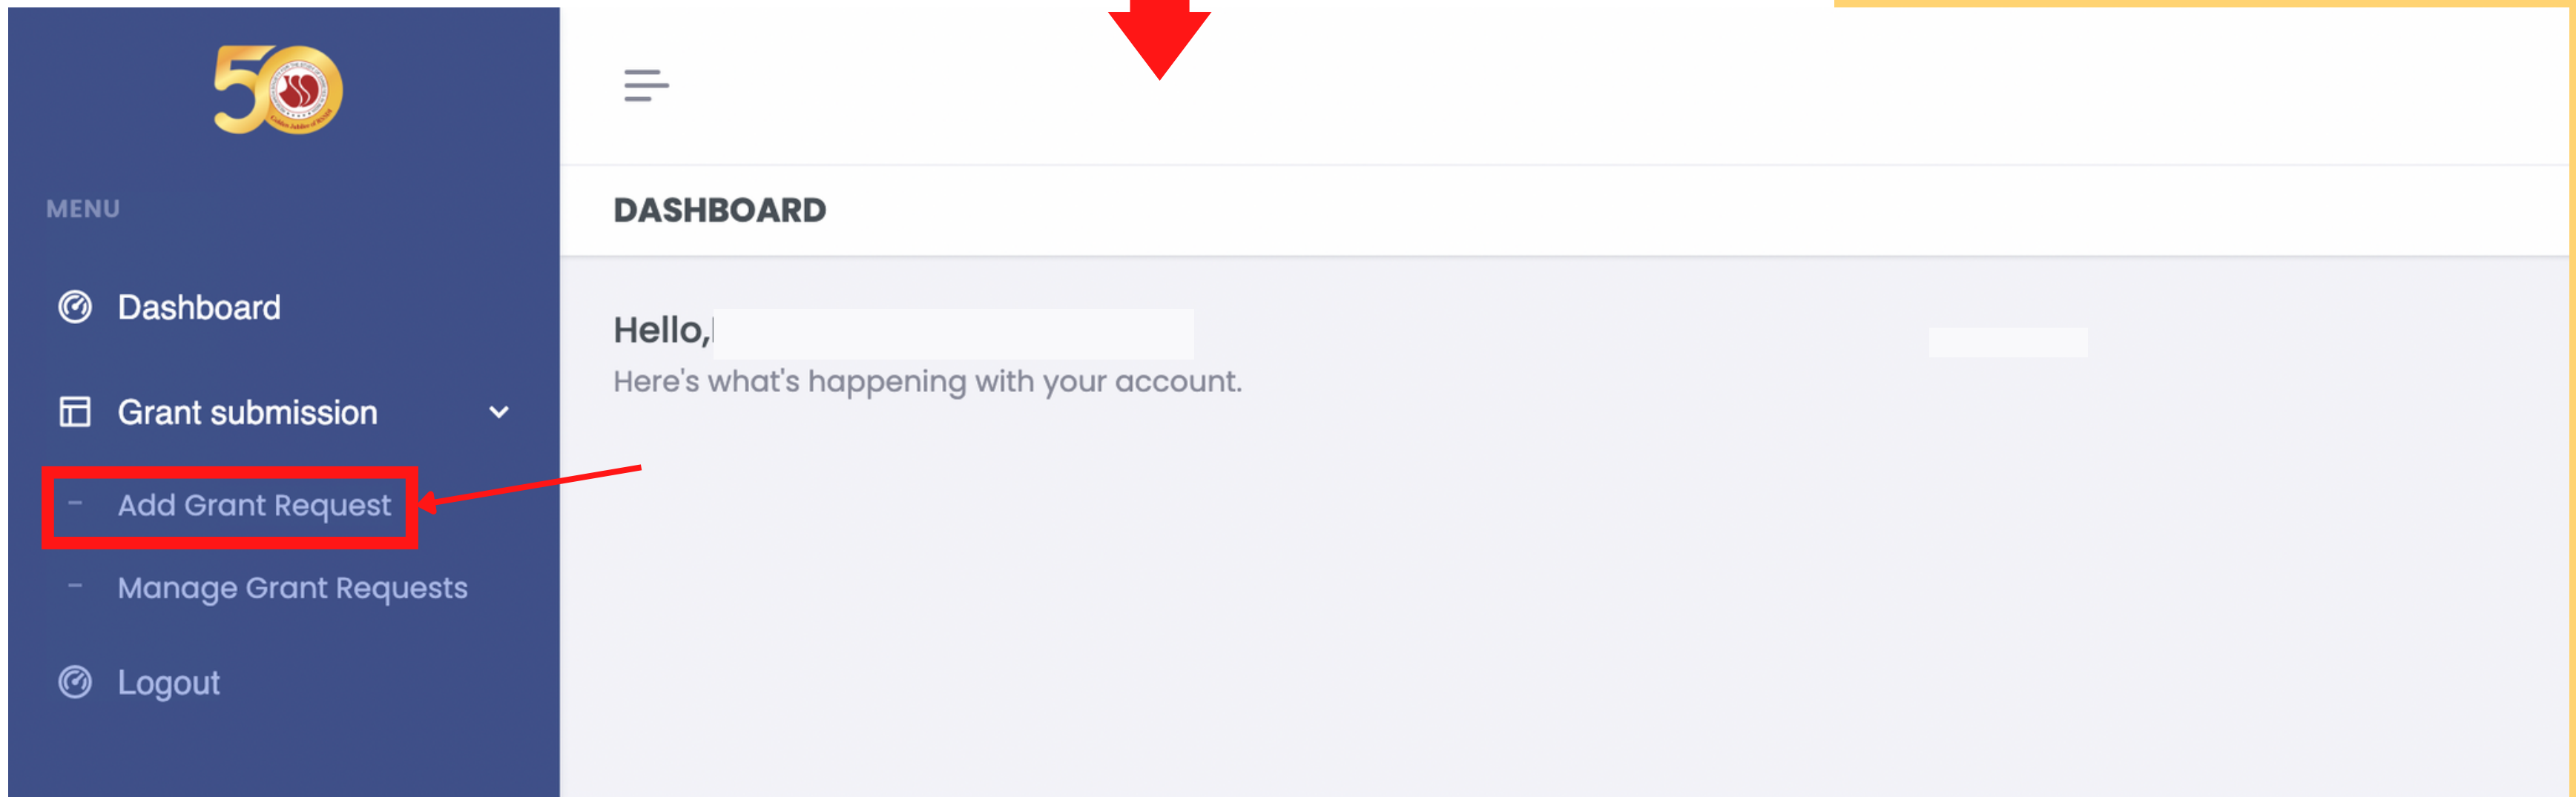 50
MENU
Dashboard
Grant submission
- Add Grant Request
- Manage Grant Requests
Logout
DASHBOARD
Hello,
Here's what's happening with your account.